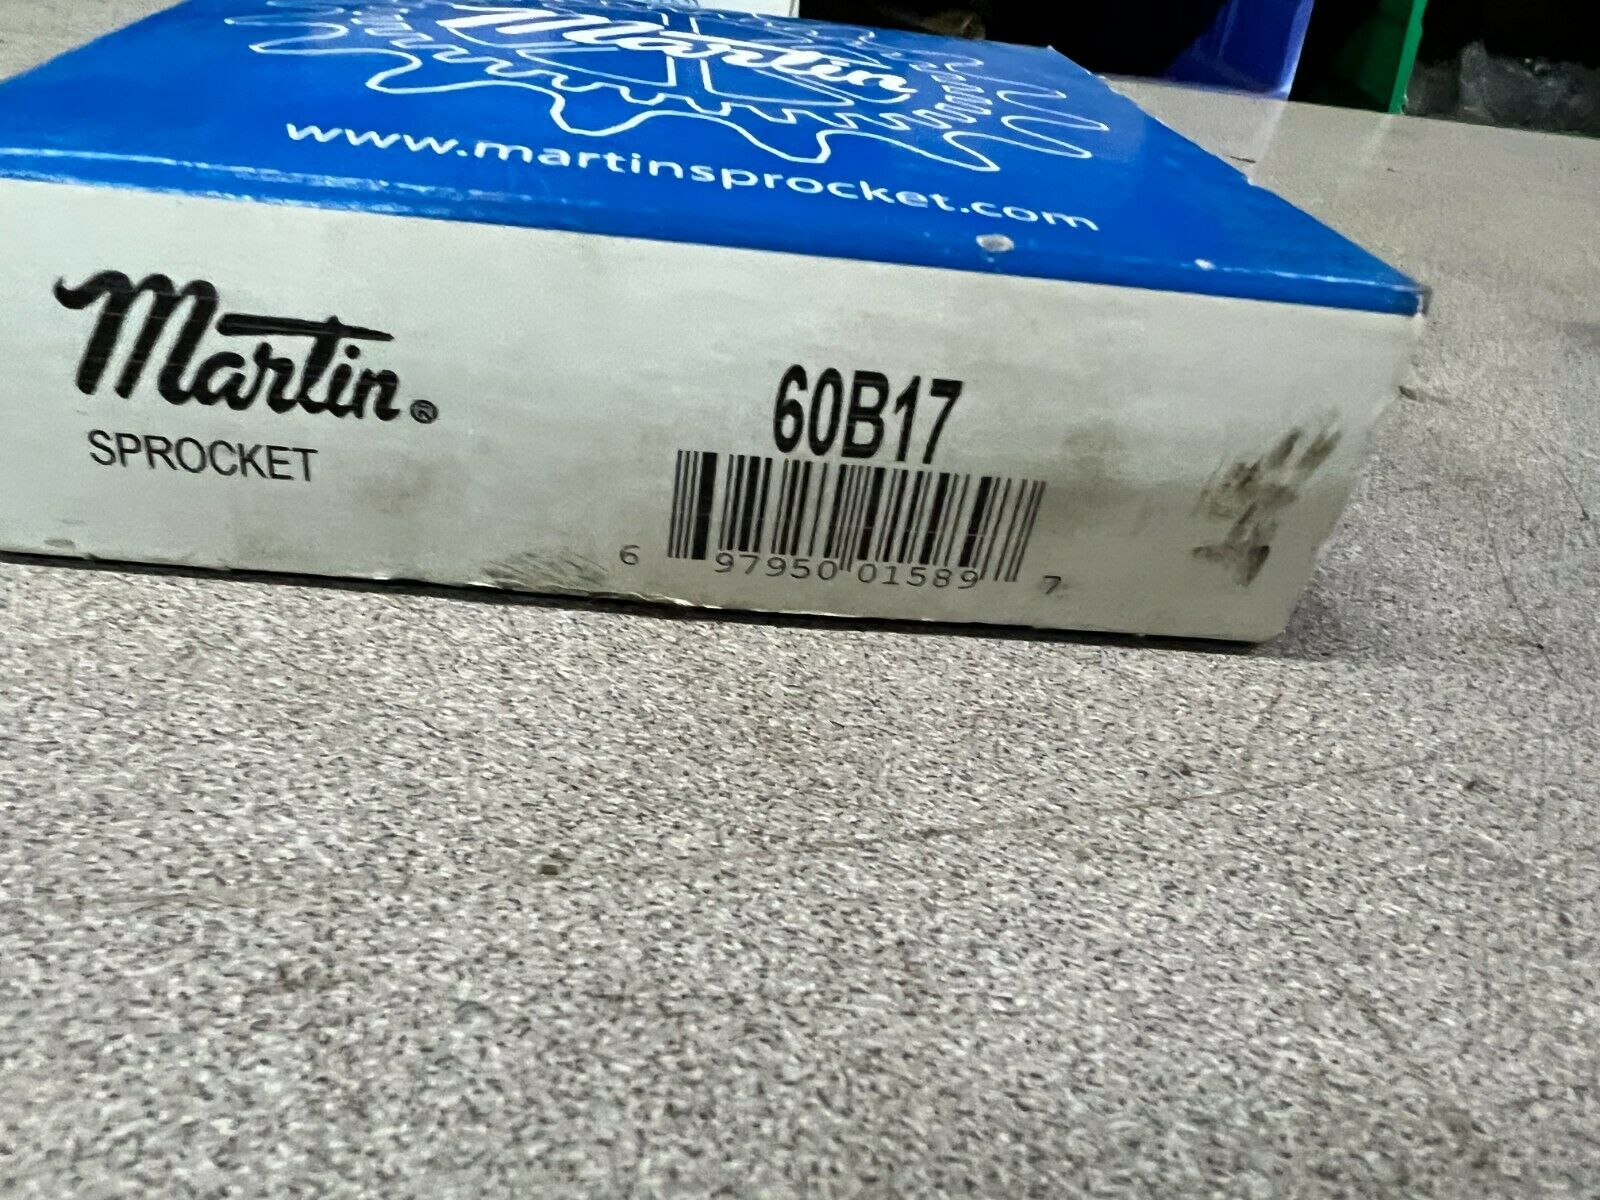 Martin
www.martinsprocket.com
Martin®
SPROCKET
60B17
6 97950 01589 7